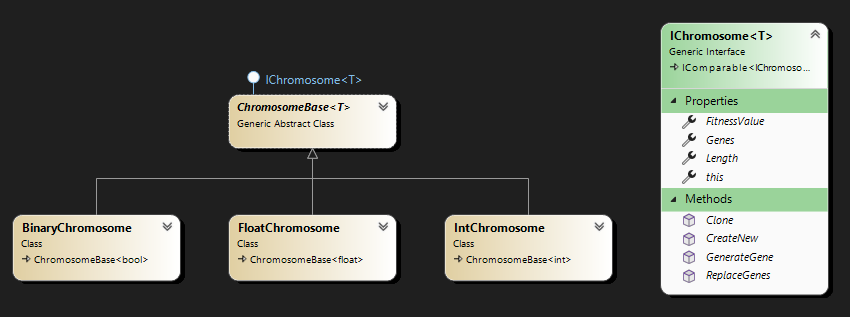 IChromosome<T>
ChromosomeBase<T>
Generic Abstract Class
BinaryChromosome
Class
ChromosomeBase<bool>
FloatChromosome
Class
ChromosomeBase<float>
IntChromosome
Class
ChromosomeBase<int>
IChromosome<T>
Generic Interface
IComparable<IChromoso...
Properties
FitnessValue
Genes
Length
this
Methods
Clone
CreateNew
GenerateGene
ReplaceGenes